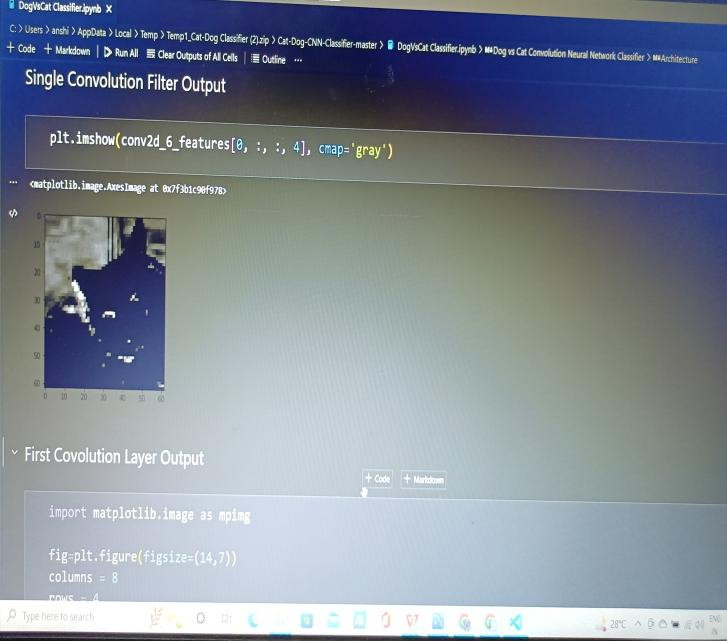 DogVsCat Classifier.ipynb ×
C: > Users > anshi > AppData > Local > Temp > Temp1_Cat-Dog Classifier (2).zip > Cat-Dog-CNN-Classifier-master > DogVsCat Classifier.ipynb > M↓Dog vs Cat Convolution Neural Network Classifier > M↓Architecture
+ Code + Markdown | ▷ Run All Clear Outputs of All Cells | Outline ...
Single Convolution Filter Output
plt.imshow(conv2d_6_features[0, :, :, 4], cmap='gray')
... <matplotlib.image.AxesImage at 0x7f3b1c90f978>
0
10
20
30
40
50
60
0 10 20 30 40 50 60
First Covolution Layer Output
+ Code + Markdown
import matplotlib.image as mpimg
fig=plt.figure(figsize=(14,7))
columns = 8
rows = 4
Type here to search
28°C
ENG